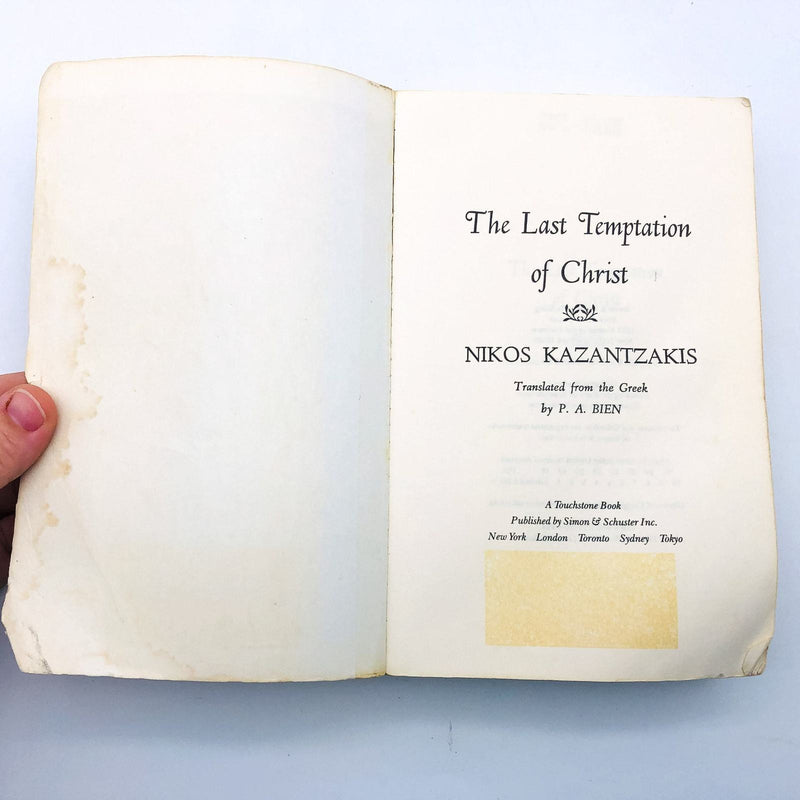 The Last Temptation
of Christ
NIKOS KAZANTZAKIS
Translated from the Greek
by P. A. BIEN
A Touchstone Book
Published by Simon & Schuster Inc.
New York London Toronto Sydney Tokyo